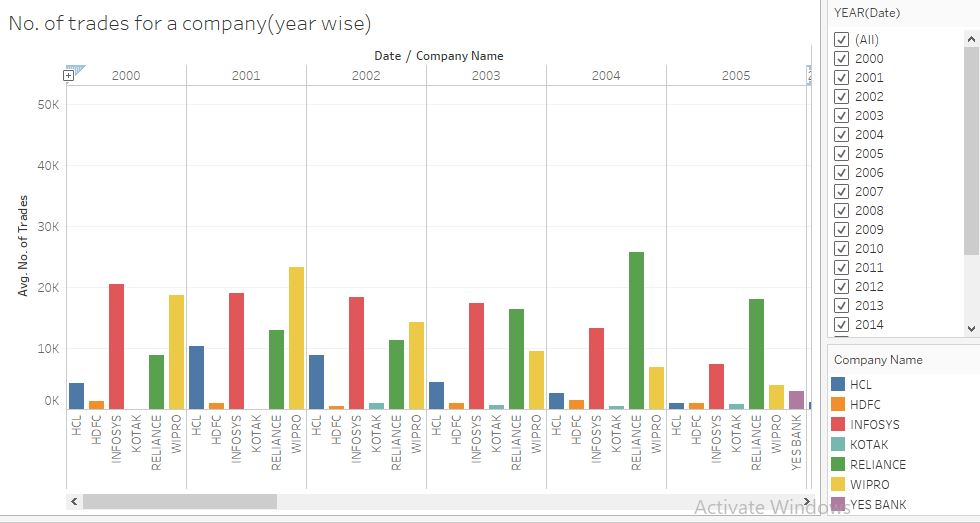 No. of trades for a company(year wise)
Date / Company Name
2000 2001 2002 2003 2004 2005
50K
40K
30K
20K
10K
0K
Avg. No. of Trades
HCL HDFC INFOSYS KOTAK RELIANCE WIPRO HCL HDFC INFOSYS KOTAK RELIANCE WIPRO HCL HDFC INFOSYS KOTAK RELIANCE WIPRO HCL HDFC INFOSYS KOTAK RELIANCE WIPRO HCL HDFC INFOSYS KOTAK RELIANCE WIPRO HCL HDFC INFOSYS KOTAK RELIANCE WIPRO YES BANK
YEAR(Date)
(All)
2000
2001
2002
2003
2004
2005
2006
2007
2008
2009
2010
2011
2012
2013
2014
Company Name
HCL
HDFC
INFOSYS
KOTAK
RELIANCE
WIPRO
YES BANK
Activate Windows